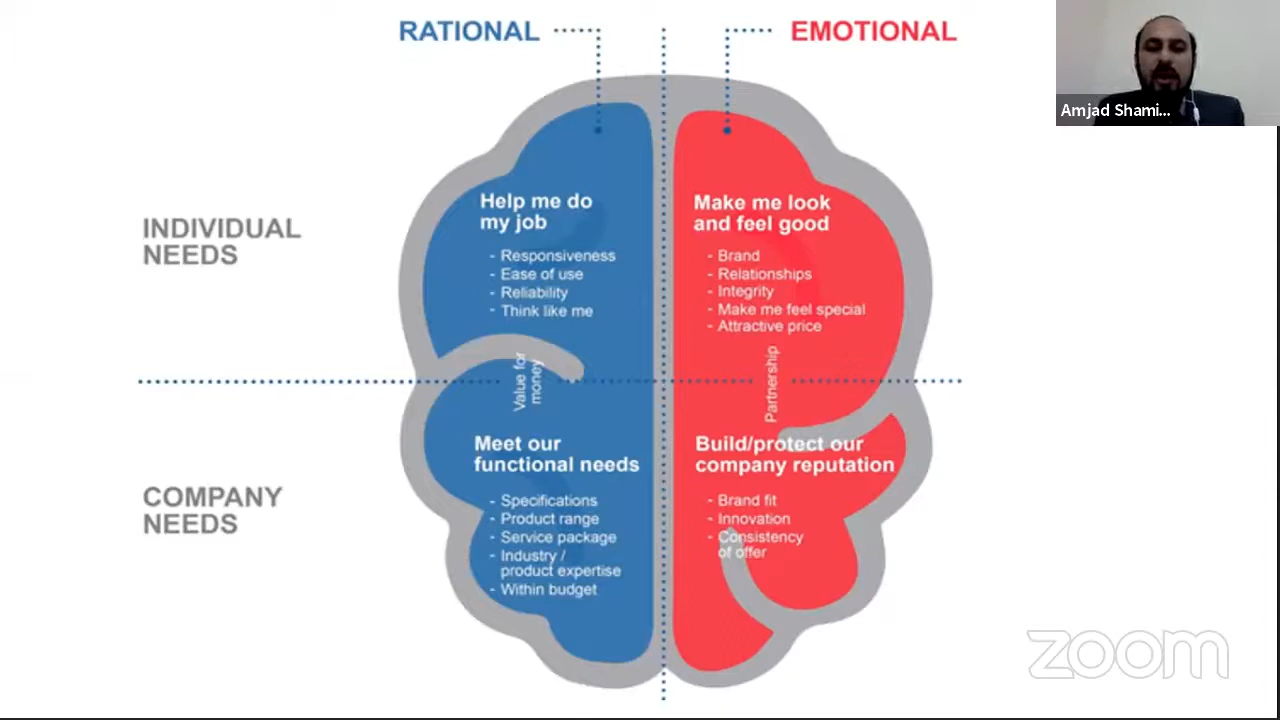 RATIONAL
EMOTIONAL
Amjad Shami...
INDIVIDUAL
NEEDS
Help me do
my job
- Responsiveness
- Ease of use
- Reliability
- Think like me
Make me look
and feel good
- Brand
- Relationships
- Integrity
- Make me feel special
- Attractive price
Value for
money
Partnership
COMPANY
NEEDS
Meet our
functional needs
- Specifications
- Product range
- Service package
- Industry /
product expertise
- Within budget
Build/protect our
company reputation
- Brand fit
- Innovation
- Consistency
of offer
zoom